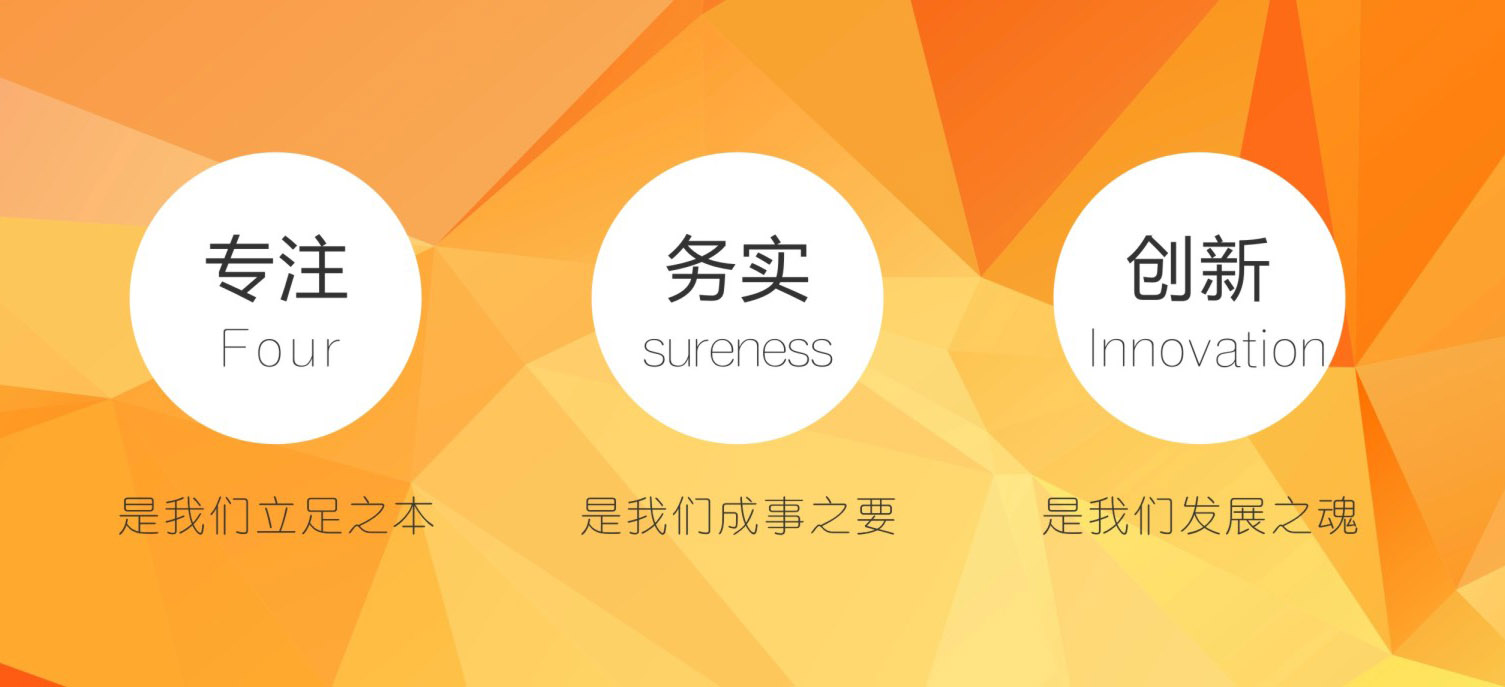 专注
Four
是我们立足之本
务实
sureness
是我们成事之要
创新
Innovation
是我们发展之魂